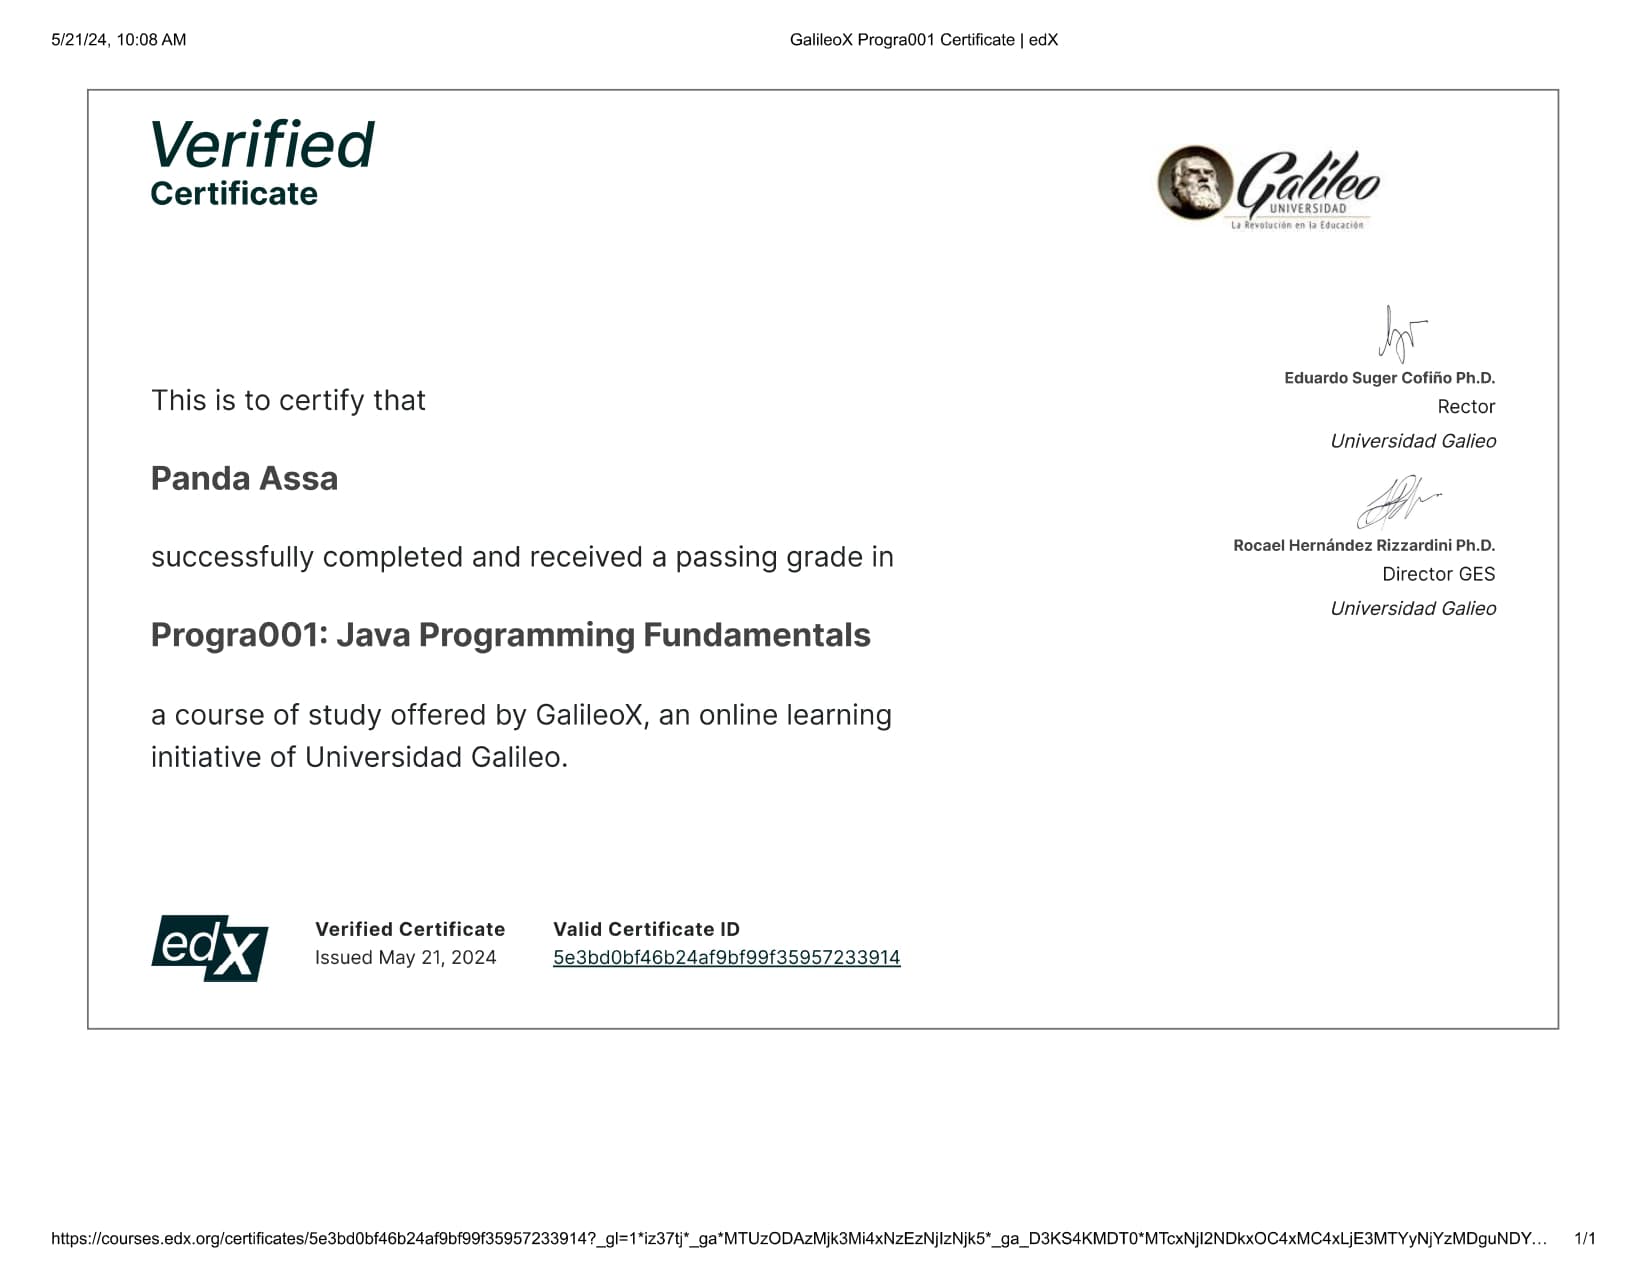 5/21/24, 10:08 AM
GalileoX Progra001 Certificate | edX
Verified
Certificate
Galileo
UNIVERSIDAD
La Revolución en la Educación
This is to certify that
Panda Assa
successfully completed and received a passing grade in
Progra001: Java Programming Fundamentals
a course of study offered by GalileoX, an online learning
initiative of Universidad Galileo.
Eduardo Suger Cofiño Ph.D.
Rector
Universidad Galieo
Rocael Hernández Rizzardini Ph.D.
Director GES
Universidad Galieo
edX
Verified Certificate
Issued May 21, 2024
Valid Certificate ID
5e3bd0bf46b24af9bf99f35957233914
https://courses.edx.org/certificates/5e3bd0bf46b24af9bf99f35957233914?_gl=1*iz37tj*_ga*MTUzODAzMjk3Mi4xNzEzNjIzNjk5*_ga_D3KS4KMDT0*MTcxNjI2NDkxOC4xMC4xLjE3MTYyNjYzMDguNDY…
1/1